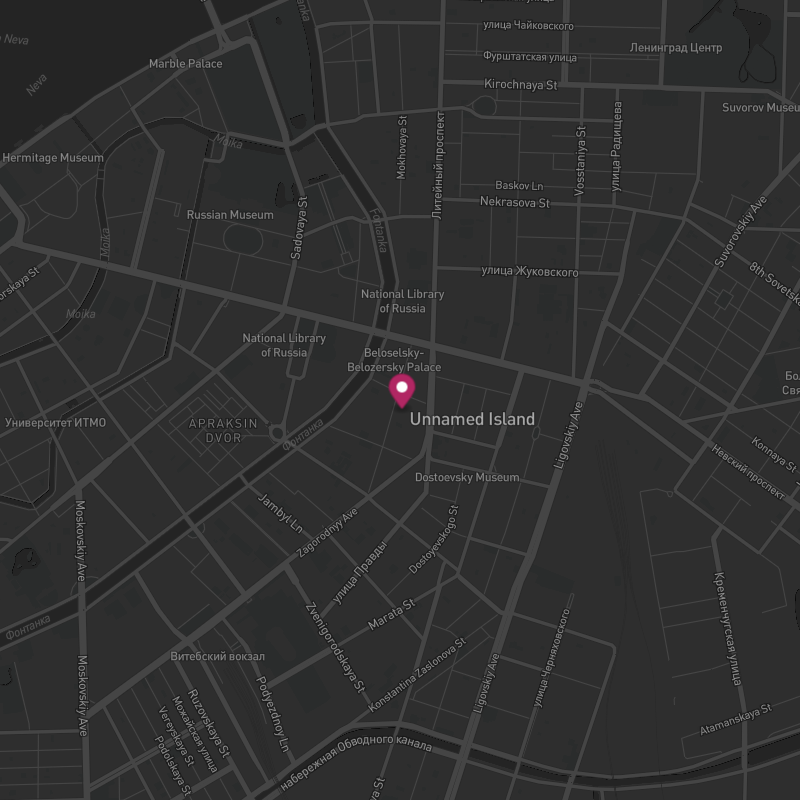 улица Чайковского
Neva
Ленинград Центр
Фурштатская улица
Marble Palace
Kirochnaya St
Neva
Suvorov Museu
Литейный проспект
Mokhovaya St
Vosstaniya St
улица Радищева
Moika
Hermitage Museum
Baskov Ln
Nekrasova St
Russian Museum
Sadovaya St
Fontanka
Moika
Suvorovskiy Ave
улица Жуковского
8th Sovetska
orskaya St
National Library
of Russia
Moika
National Library
of Russia
Beloselsky-
Belozersky Palace
Бол
Свя
Unnamed Island
Университет ИТМО
APRAKSIN
DVOR
Фонтанка
Ligovskiy Ave
Konnaya St
Невский проспект
Dostoevsky Museum
Jambyl Ln
Zagorodnyy Ave
Dostoyevskogo St
Moskovskiy Ave
улица Правды
Фонтанка
Marata St
Zvenigorodskaya St
Кременчугская улица
улица Черняховского
Витебский вокзал
Konstantina Zaslonova St
Moskovskiy Ave
Ligovskiy Ave
Podyezdnoy Ln
Ruzovskaya St
Можайская улица
Vereyskaya St
Podolskaya St
Atamanskaya St
набережная Обводного канала
aya St